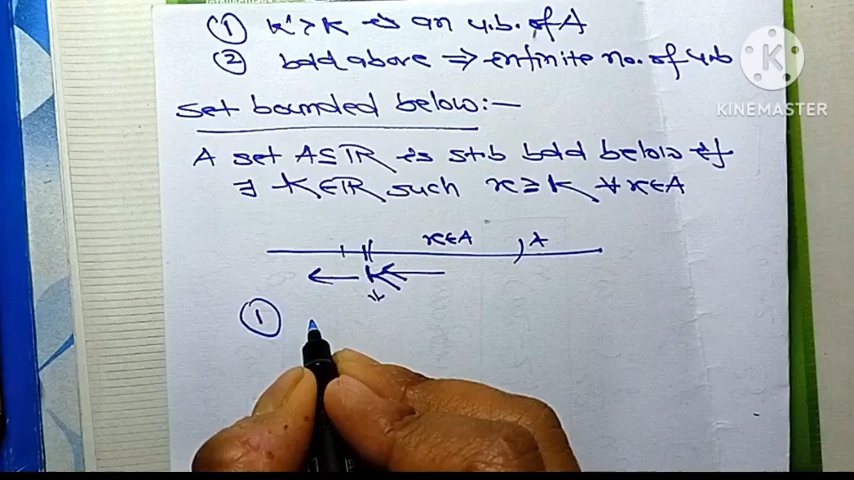 ① K' > K is an u.b. of A
② bdd above ⇒ infinite no. of u.b
K
KINEMASTER
Set bounded below:—
A set A ⊆ ℝ is s.t.b bdd below if
∃ K ∈ ℝ such x ≥ K ∀ x ∈ A
x ∈ A A
K
①